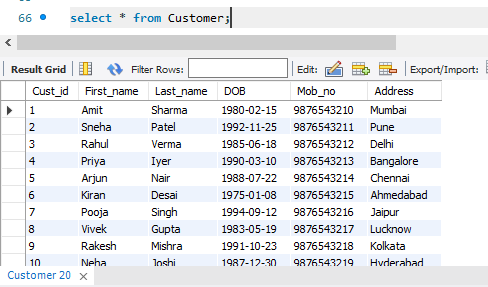 66 select * from Customer;
Result Grid Filter Rows: Edit: Export/Import:
Cust_id First_name Last_name DOB Mob_no Address
1 Amit Sharma 1980-02-15 9876543210 Mumbai
2 Sneha Patel 1992-11-25 9876543211 Pune
3 Rahul Verma 1985-06-18 9876543212 Delhi
4 Priya Iyer 1990-03-10 9876543213 Bangalore
5 Arjun Nair 1988-07-22 9876543214 Chennai
6 Kiran Desai 1975-01-08 9876543215 Ahmedabad
7 Pooja Singh 1994-09-12 9876543216 Jaipur
8 Vivek Gupta 1983-05-19 9876543217 Lucknow
9 Rakesh Mishra 1991-10-23 9876543218 Kolkata
10 Neha Joshi 1987-12-30 9876543219 Hyderabad
Customer 20